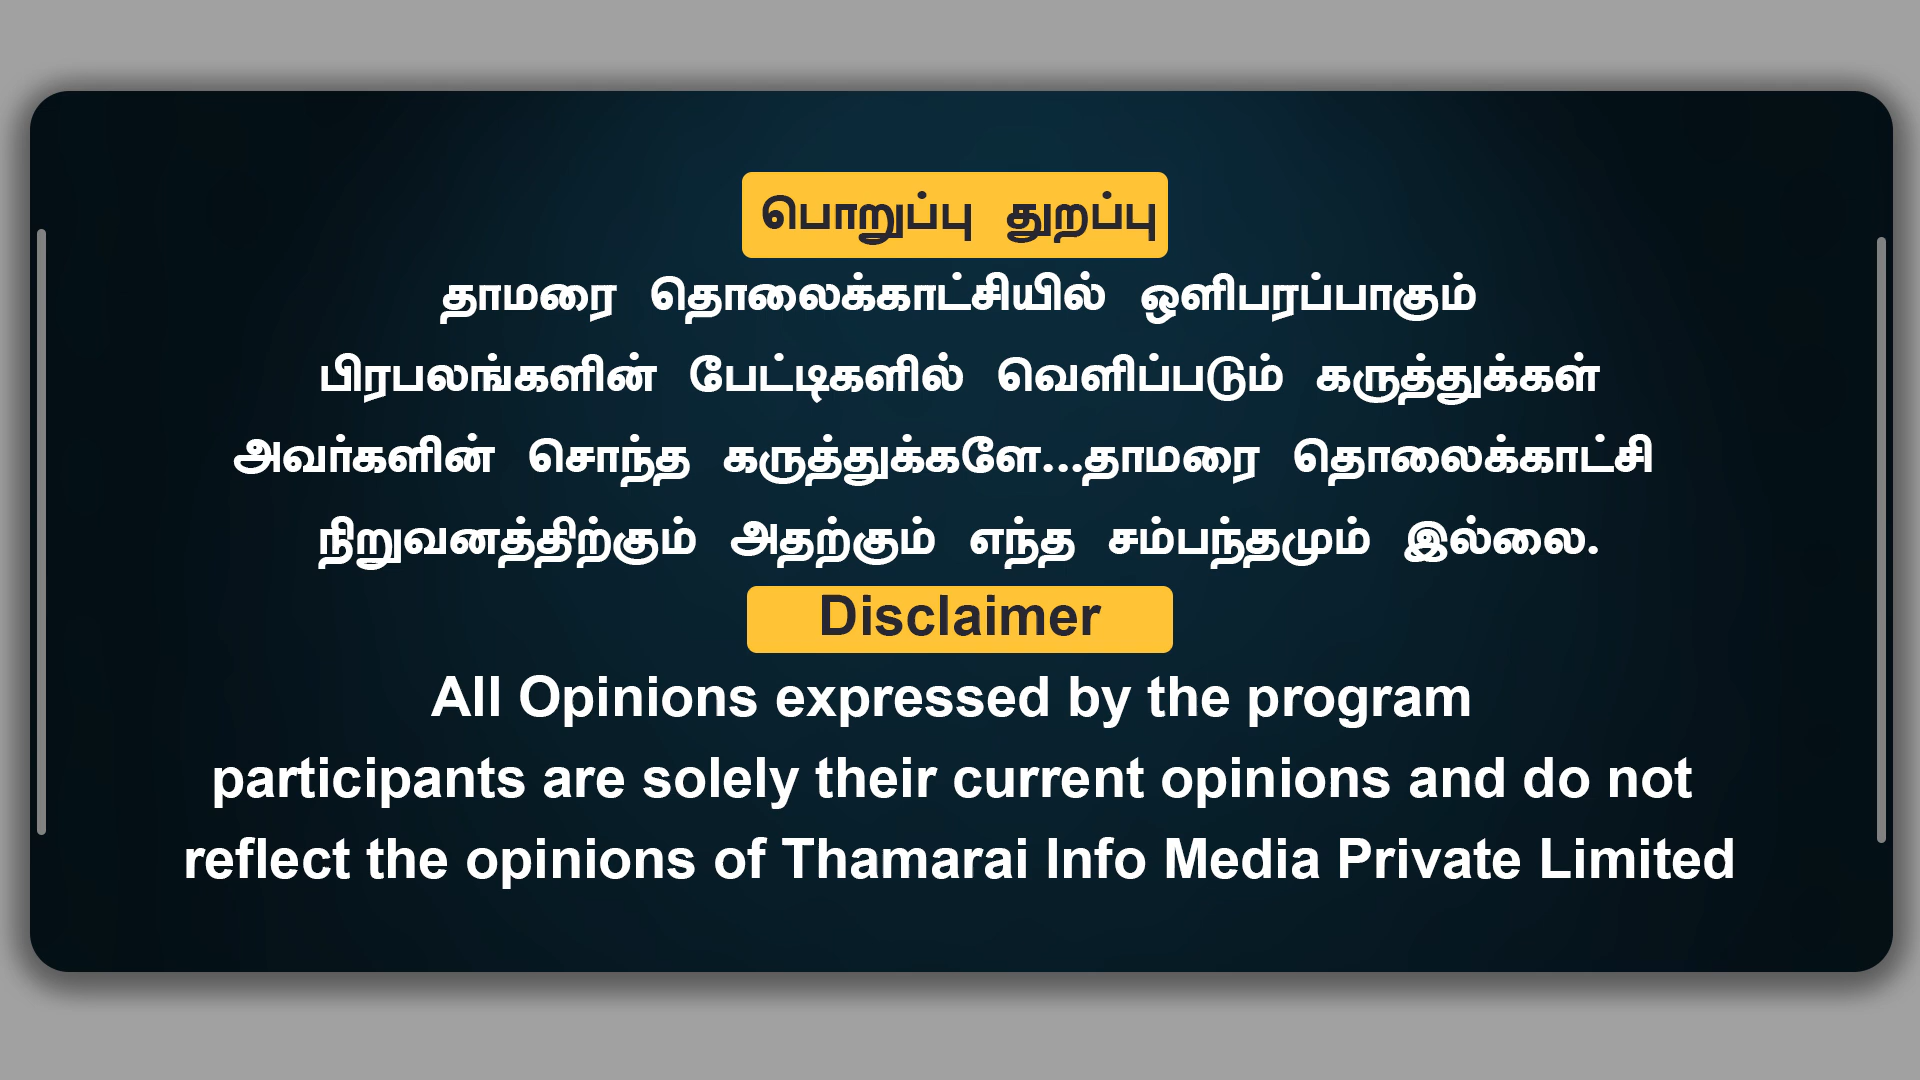 பொறுப்பு துறப்பு
தாமரை தொலைக்காட்சியில் ஒளிபரப்பாகும்
பிரபலங்களின் பேட்டிகளில் வெளிப்படும் கருத்துக்கள்
அவர்களின் சொந்த கருத்துக்களே...தாமரை தொலைக்காட்சி
நிறுவனத்திற்கும் அதற்கும் எந்த சம்பந்தமும் இல்லை.
Disclaimer
All Opinions expressed by the program
participants are solely their current opinions and do not
reflect the opinions of Thamarai Info Media Private Limited